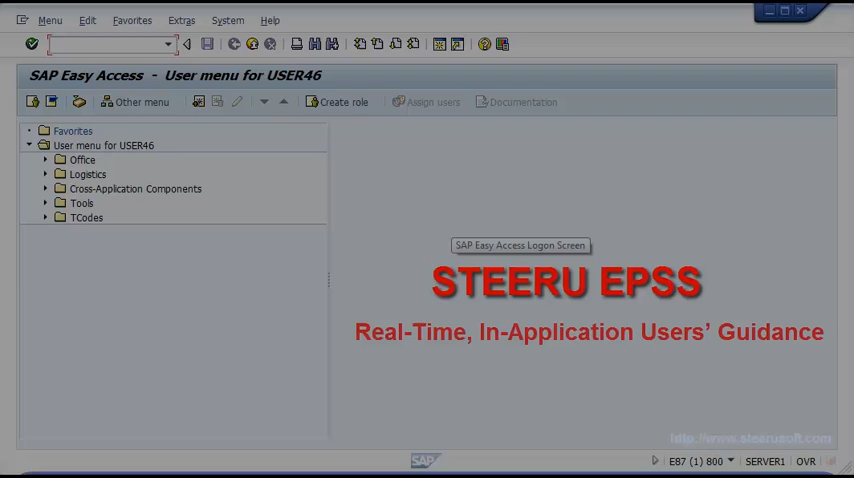 Menu Edit Favorites Extras System Help
SAP Easy Access - User menu for USER46
Other menu Create role Assign users Documentation
Favorites
User menu for USER46
Office
Logistics
Cross-Application Components
Tools
TCodes
SAP Easy Access Logon Screen
STEERU EPSS
Real-Time, In-Application Users' Guidance
http://www.steerusoft.com
SAP
E87 (1) 800 SERVER1 OVR